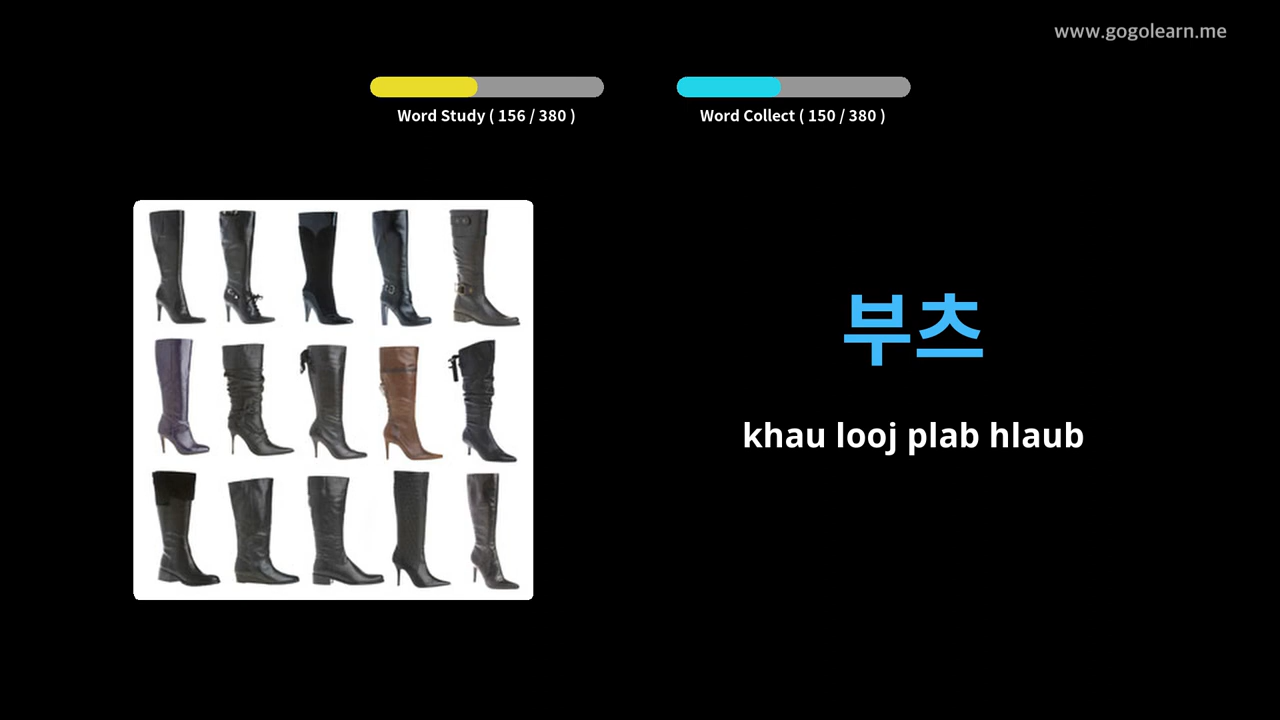 www.gogolearn.me
Word Study ( 156 / 380 )
Word Collect ( 150 / 380 )
부츠
khau looj plab hlaub